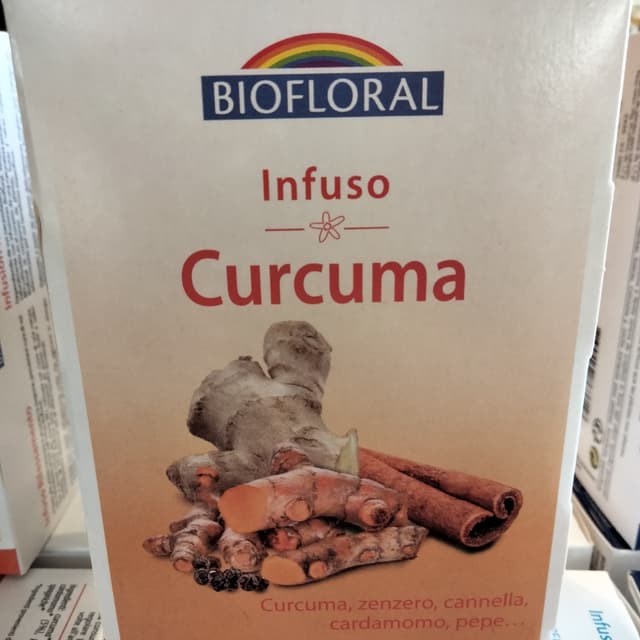 BIOFLORAL
Infuso
Curcuma
Curcuma, zenzero, cannella,
cardamomo, pepe...